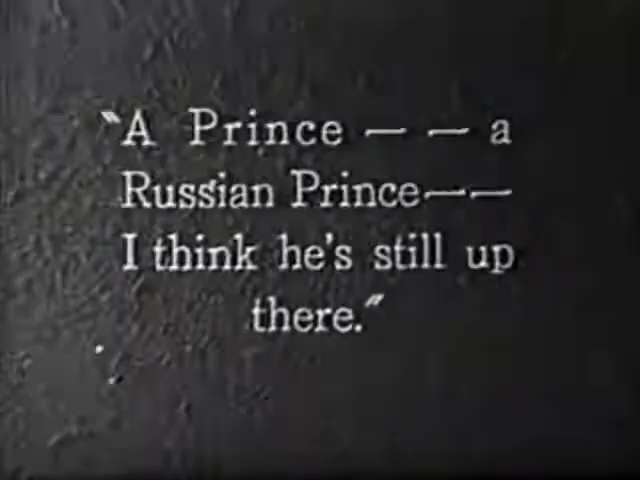 "A Prince — — a
Russian Prince——
I think he's still up
there."